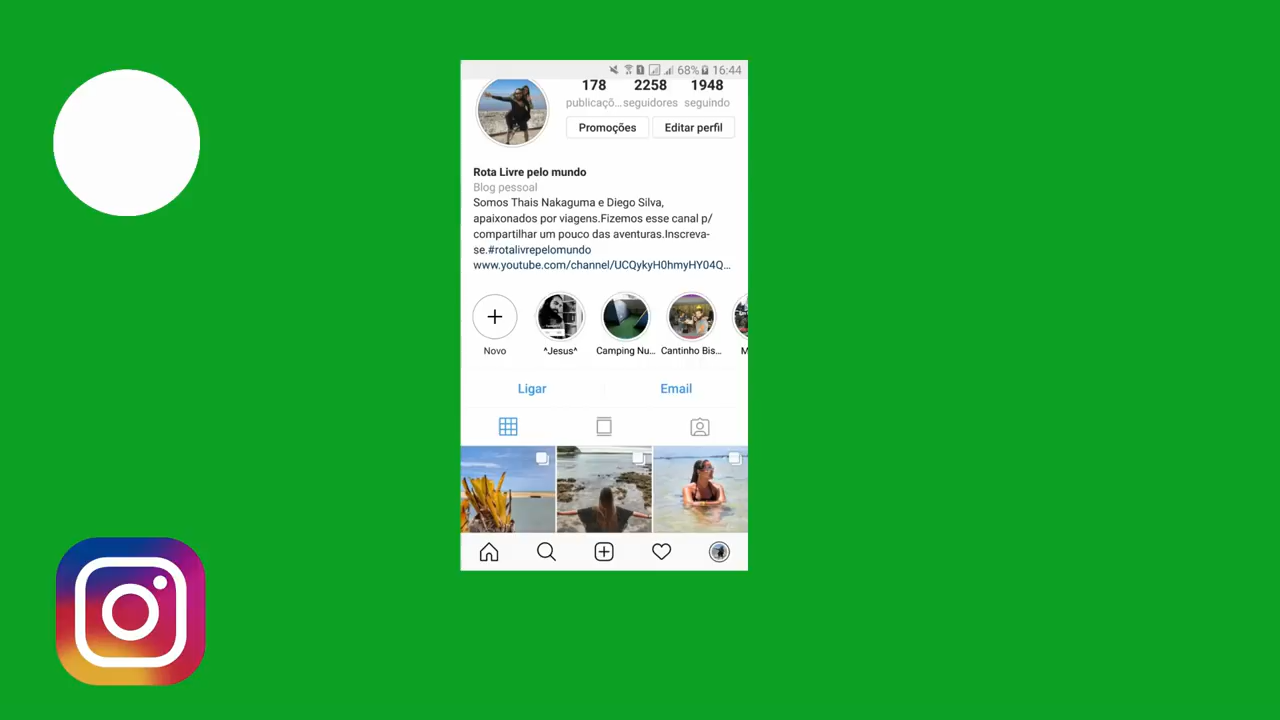 68% 16:44
178 2258 1948
publicaçõ... seguidores seguindo
Promoções Editar perfil
Rota Livre pelo mundo
Blog pessoal
Somos Thais Nakaguma e Diego Silva,
apaixonados por viagens.Fizemos esse canal p/
compartilhar um pouco das aventuras.Inscreva-
se.#rotalivrepelomundo
www.youtube.com/channel/UCQykyH0hmyHY04Q...
Novo ^Jesus^ Camping Nu... Cantinho Bis... M
Ligar Email